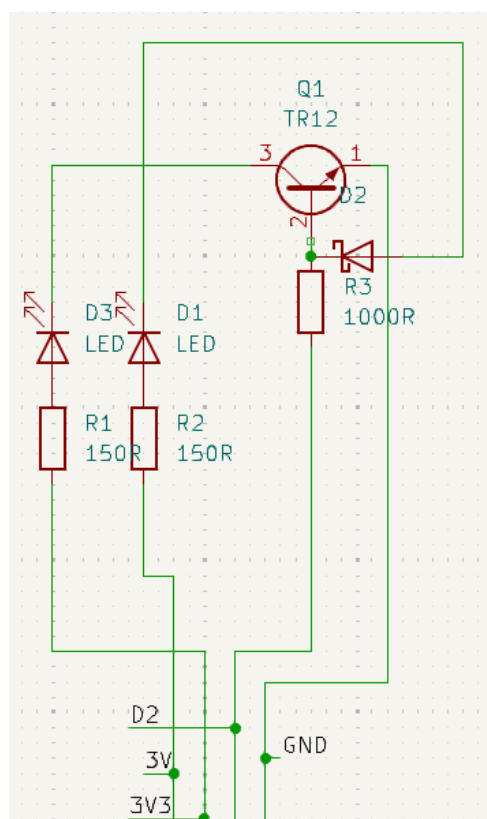 Q1
TR12
3
1
2
D2
R3
1000R
D3
LED
D1
LED
R1
150R
R2
150R
D2
GND
3V
3V3